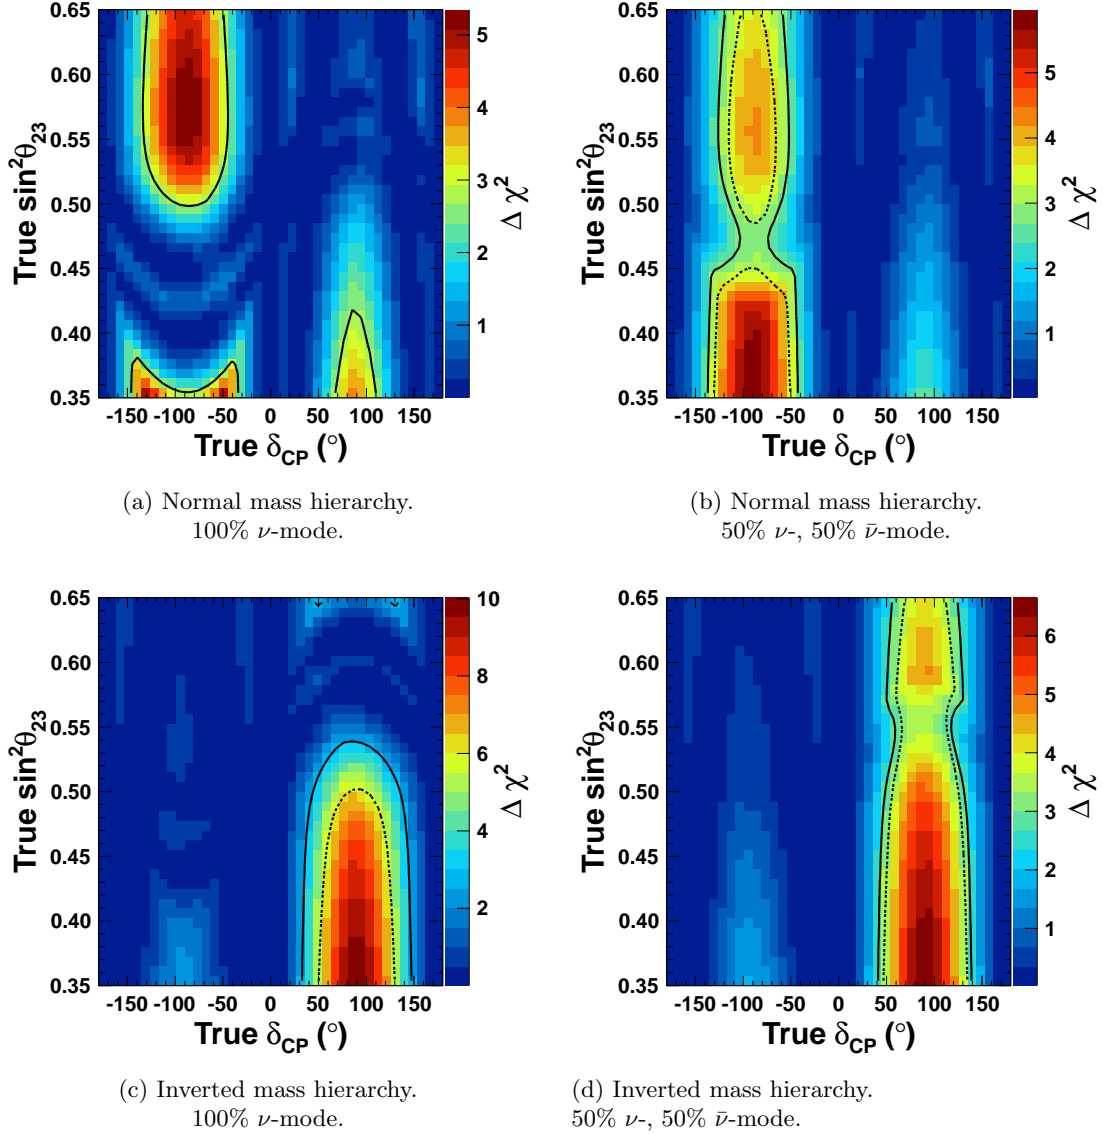 0.65
0.60
0.55
0.50
0.45
0.40
0.35
True sin²θ₂₃
-150 -100 -50 0 50 100 150
True δCP (°)
5
4
3
2
1
Δ χ²
(a) Normal mass hierarchy.
100% ν-mode.
0.65
0.60
0.55
0.50
0.45
0.40
0.35
True sin²θ₂₃
-150 -100 -50 0 50 100 150
True δCP (°)
5
4
3
2
1
Δ χ²
(b) Normal mass hierarchy.
50% ν-, 50% ν̄-mode.
0.65
0.60
0.55
0.50
0.45
0.40
0.35
True sin²θ₂₃
-150 -100 -50 0 50 100 150
True δCP (°)
10
8
6
4
2
Δ χ²
(c) Inverted mass hierarchy.
100% ν-mode.
0.65
0.60
0.55
0.50
0.45
0.40
0.35
True sin²θ₂₃
-150 -100 -50 0 50 100 150
True δCP (°)
6
5
4
3
2
1
Δ χ²
(d) Inverted mass hierarchy.
50% ν-, 50% ν̄-mode.